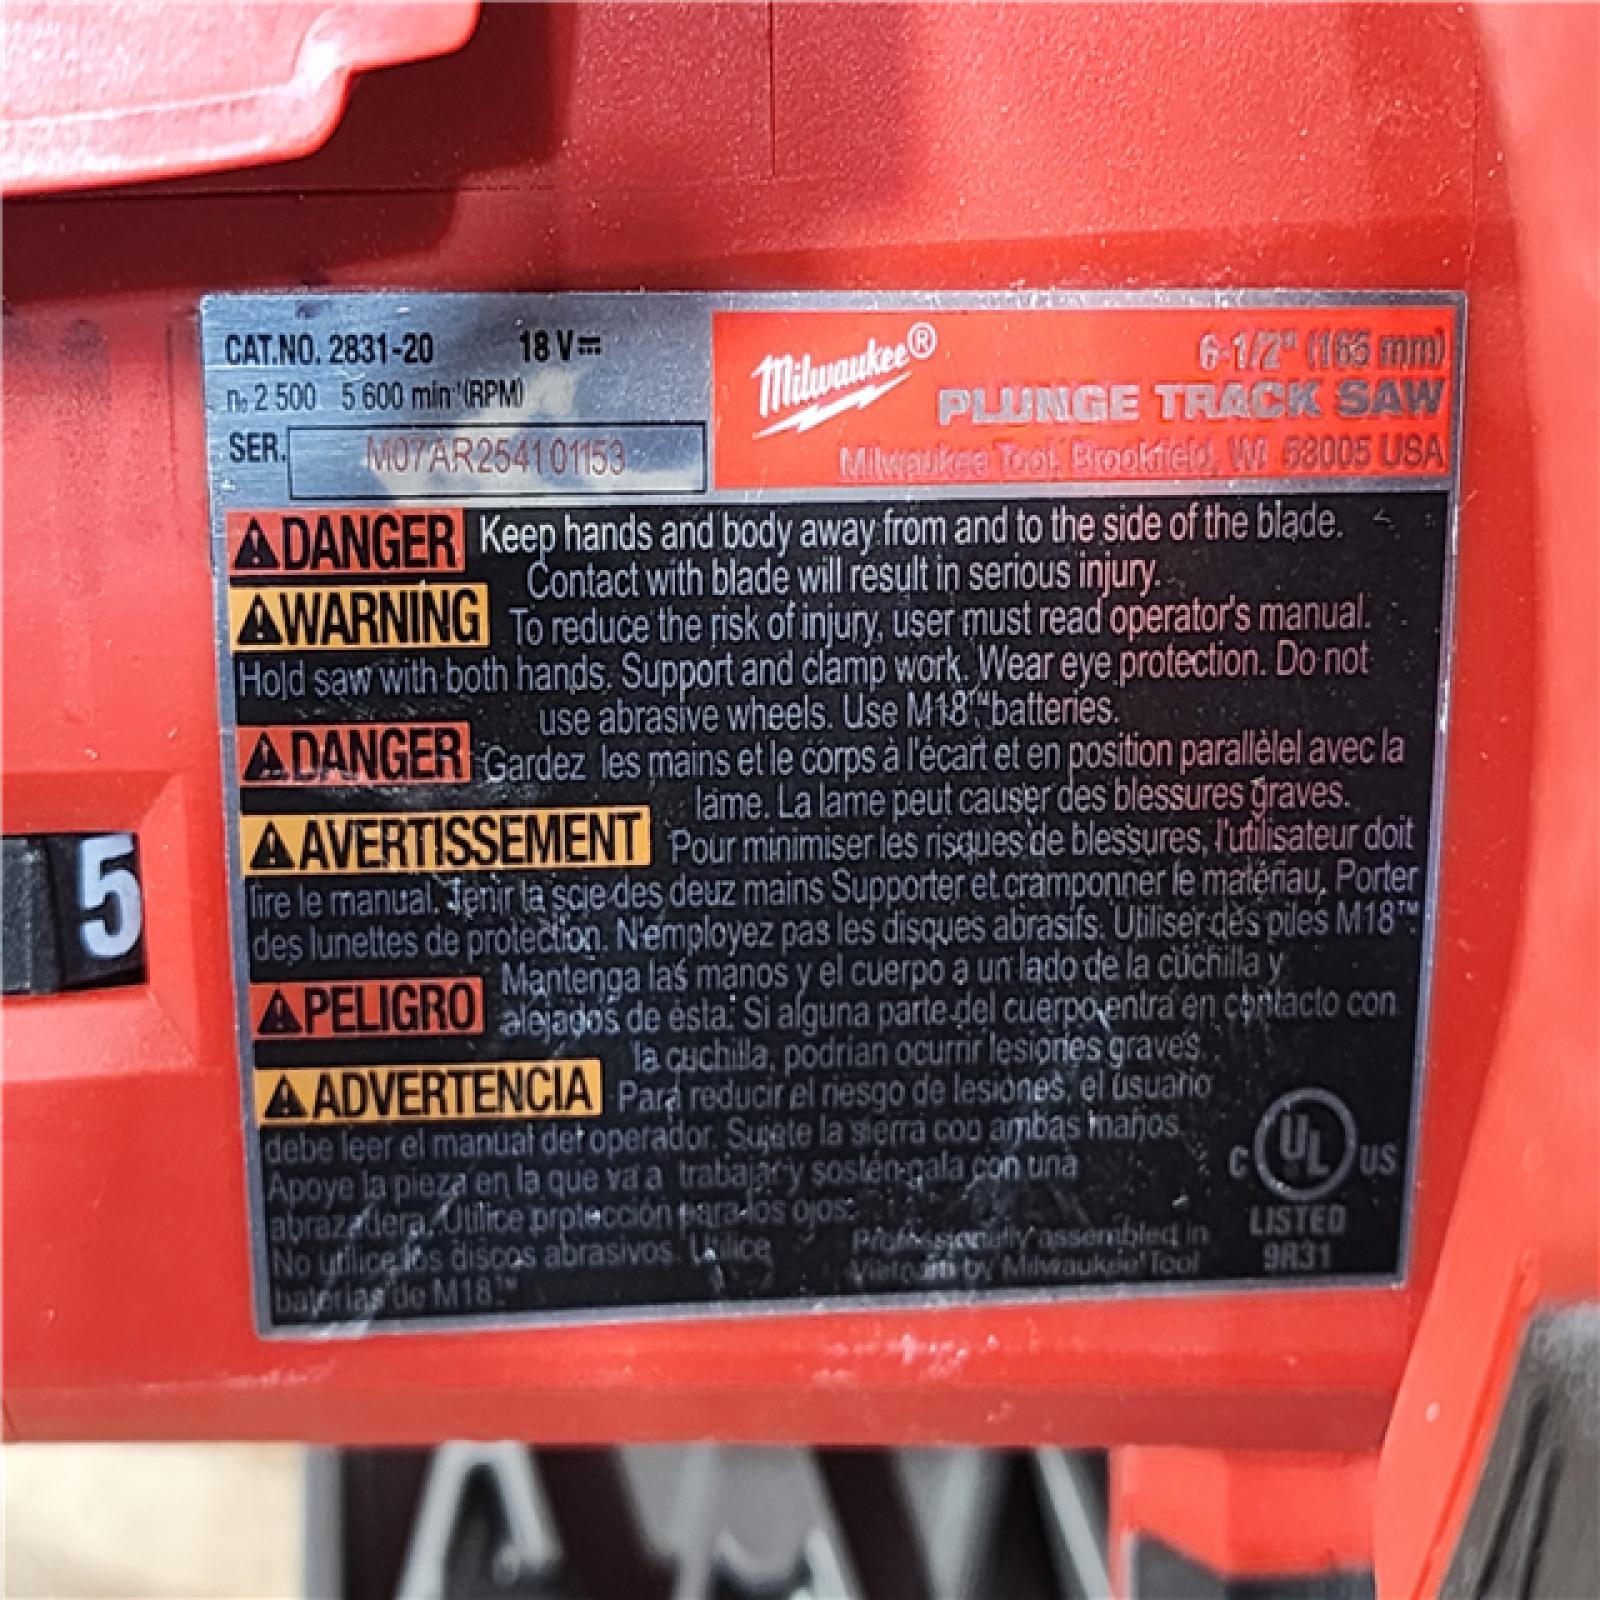 CAT.NO. 2831-20 18 V
n₀ 2 500 5 600 min⁻¹(RPM)
SER. M07AR254101153
Milwaukee®
6-1/2" (165 mm)
PLUNGE TRACK SAW
Milwaukee Tool, Brookfield, WI 53005 USA
DANGER Keep hands and body away from and to the side of the blade.
Contact with blade will result in serious injury.
WARNING To reduce the risk of injury, user must read operator's manual.
Hold saw with both hands. Support and clamp work. Wear eye protection. Do not
use abrasive wheels. Use M18™ batteries.
DANGER Gardez les mains et le corps à l'écart et en position parallèlel avec la
lame. La lame peut causer des blessures graves.
AVERTISSEMENT Pour minimiser les risques de blessures, l'utilisateur doit
lire le manual. Tenir la scie des deuz mains Supporter et cramponner le matériau, Porter
des lunettes de protection. N'employez pas les disques abrasifs. Utiliser des piles M18™.
PELIGRO Mantenga las manos y el cuerpo a un lado de la cuchilla y
alejados de ésta. Si alguna parte del cuerpo entra en contacto con
la cuchilla, podrian ocurrir lesiones graves.
ADVERTENCIA Para reducir el riesgo de lesiones, el usuario
debe leer el manual del operador. Sujete la sierra con ambas manos.
Apoye la pieza en la que va a trabajar y sostén-gala con una
abrazadera. Utilice protección para los ojos.
No utilice los discos abrasivos. Utilice
baterias de M18™
Professionally assembled in
Vietnam by Milwaukee Tool
C UL US
LISTED
9R31
5